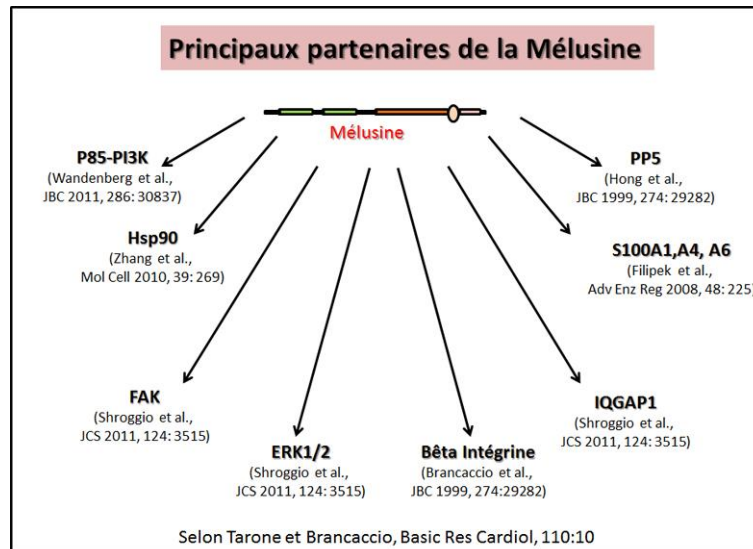 Principaux partenaires de la Mélusine
Mélusine
P85-PI3K
(Wandenberg et al.,
JBC 2011, 286: 30837)
PP5
(Hong et al.,
JBC 1999, 274: 29282)
Hsp90
(Zhang et al.,
Mol Cell 2010, 39: 269)
S100A1,A4, A6
(Filipek et al.,
Adv Enz Reg 2008, 48: 225)
FAK
(Shroggio et al.,
JCS 2011, 124: 3515)
IQGAP1
(Shroggio et al.,
JCS 2011, 124: 3515)
ERK1/2
(Shroggio et al.,
JCS 2011, 124: 3515)
Bêta Intégrine
(Brancaccio et al.,
JBC 1999, 274:29282)
Selon Tarone et Brancaccio, Basic Res Cardiol, 110:10